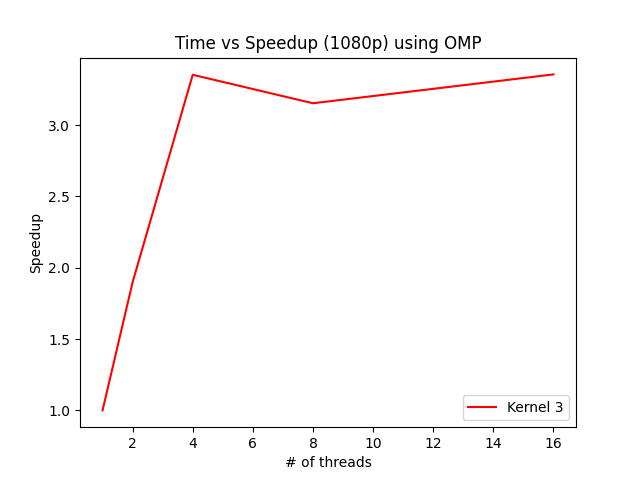 Time vs Speedup (1080p) using OMP
3.0
2.5
2.0
1.5
1.0
Speedup
Kernel 3
2 4 6 8 10 12 14 16
# of threads